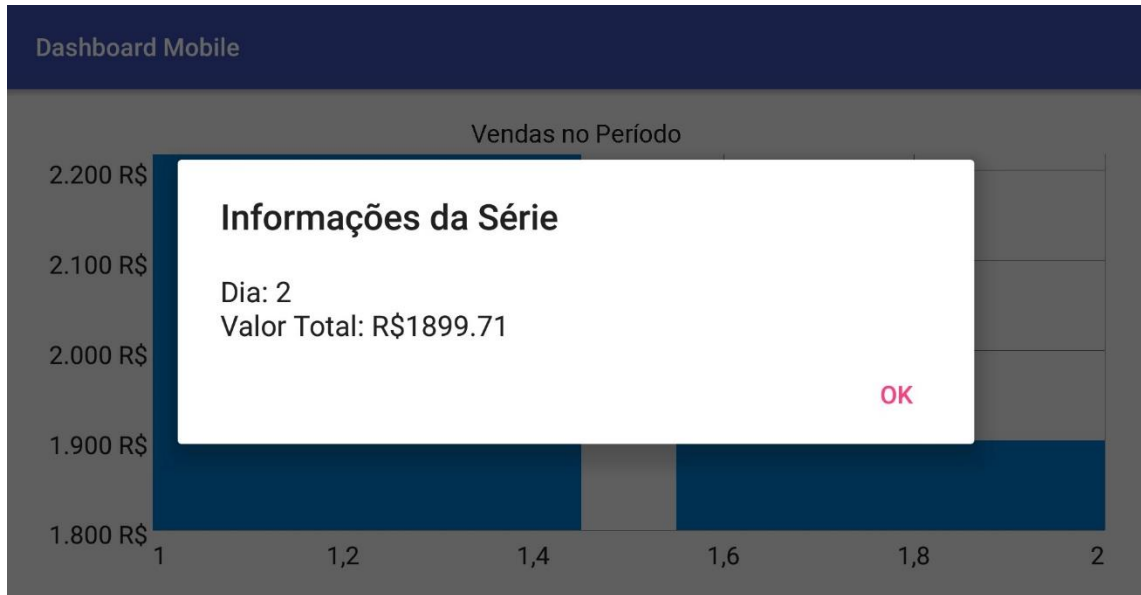 Dashboard Mobile
Vendas no Período
2.200 R$
2.100 R$
2.000 R$
1.900 R$
1.800 R$
Informações da Série
Dia: 2
Valor Total: R$1899.71
OK
1 1,2 1,4 1,6 1,8 2